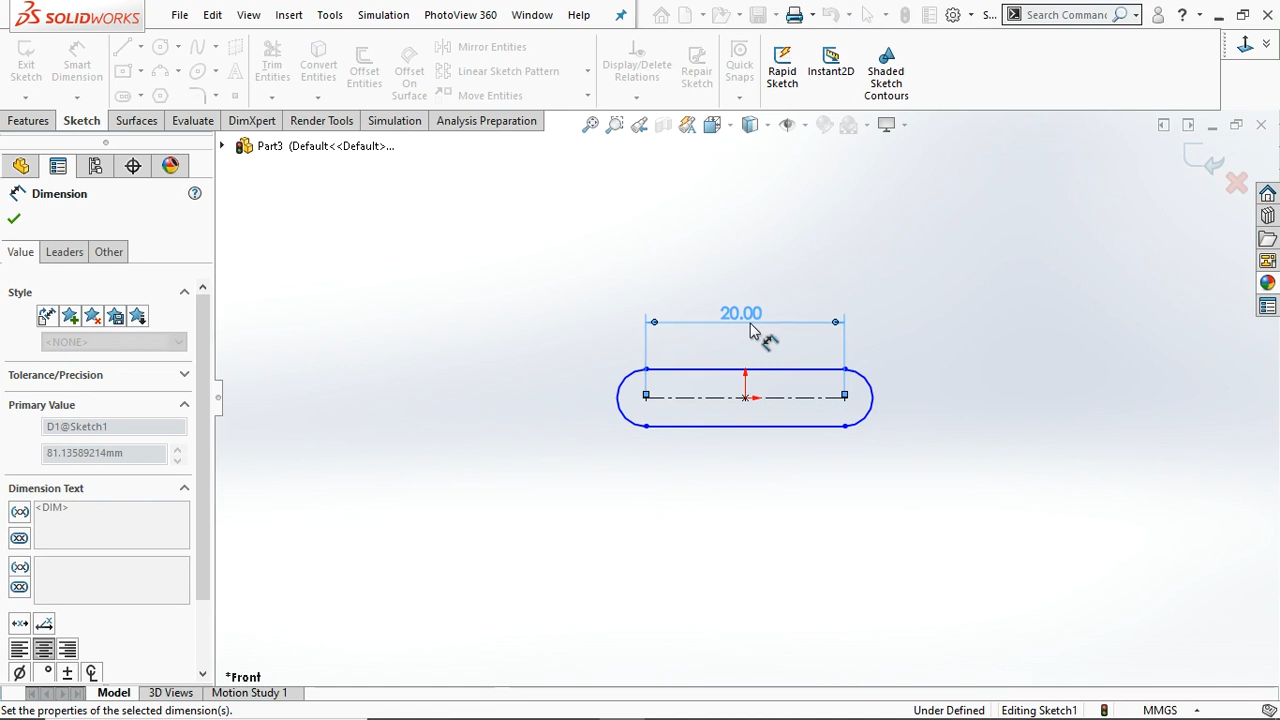 SOLIDWORKS File Edit View Insert Tools Simulation PhotoView 360 Window Help S... Search Commanc ?
Exit Sketch
Smart Dimension
Trim Entities
Convert Entities
Offset Entities
Offset On Surface
Mirror Entities
Linear Sketch Pattern
Move Entities
Display/Delete Relations
Repair Sketch
Quick Snaps
Rapid Sketch
Instant2D
Shaded Sketch Contours
Features Sketch Surfaces Evaluate DimXpert Render Tools Simulation Analysis Preparation
Part3 (Default<<Default>...
Dimension
Value Leaders Other
Style
<NONE>
Tolerance/Precision
Primary Value
D1@Sketch1
81.13589214mm
Dimension Text
<DIM>
20.00
*Front
Model 3D Views Motion Study 1
Set the properties of the selected dimension(s). Under Defined Editing Sketch1 MMGS